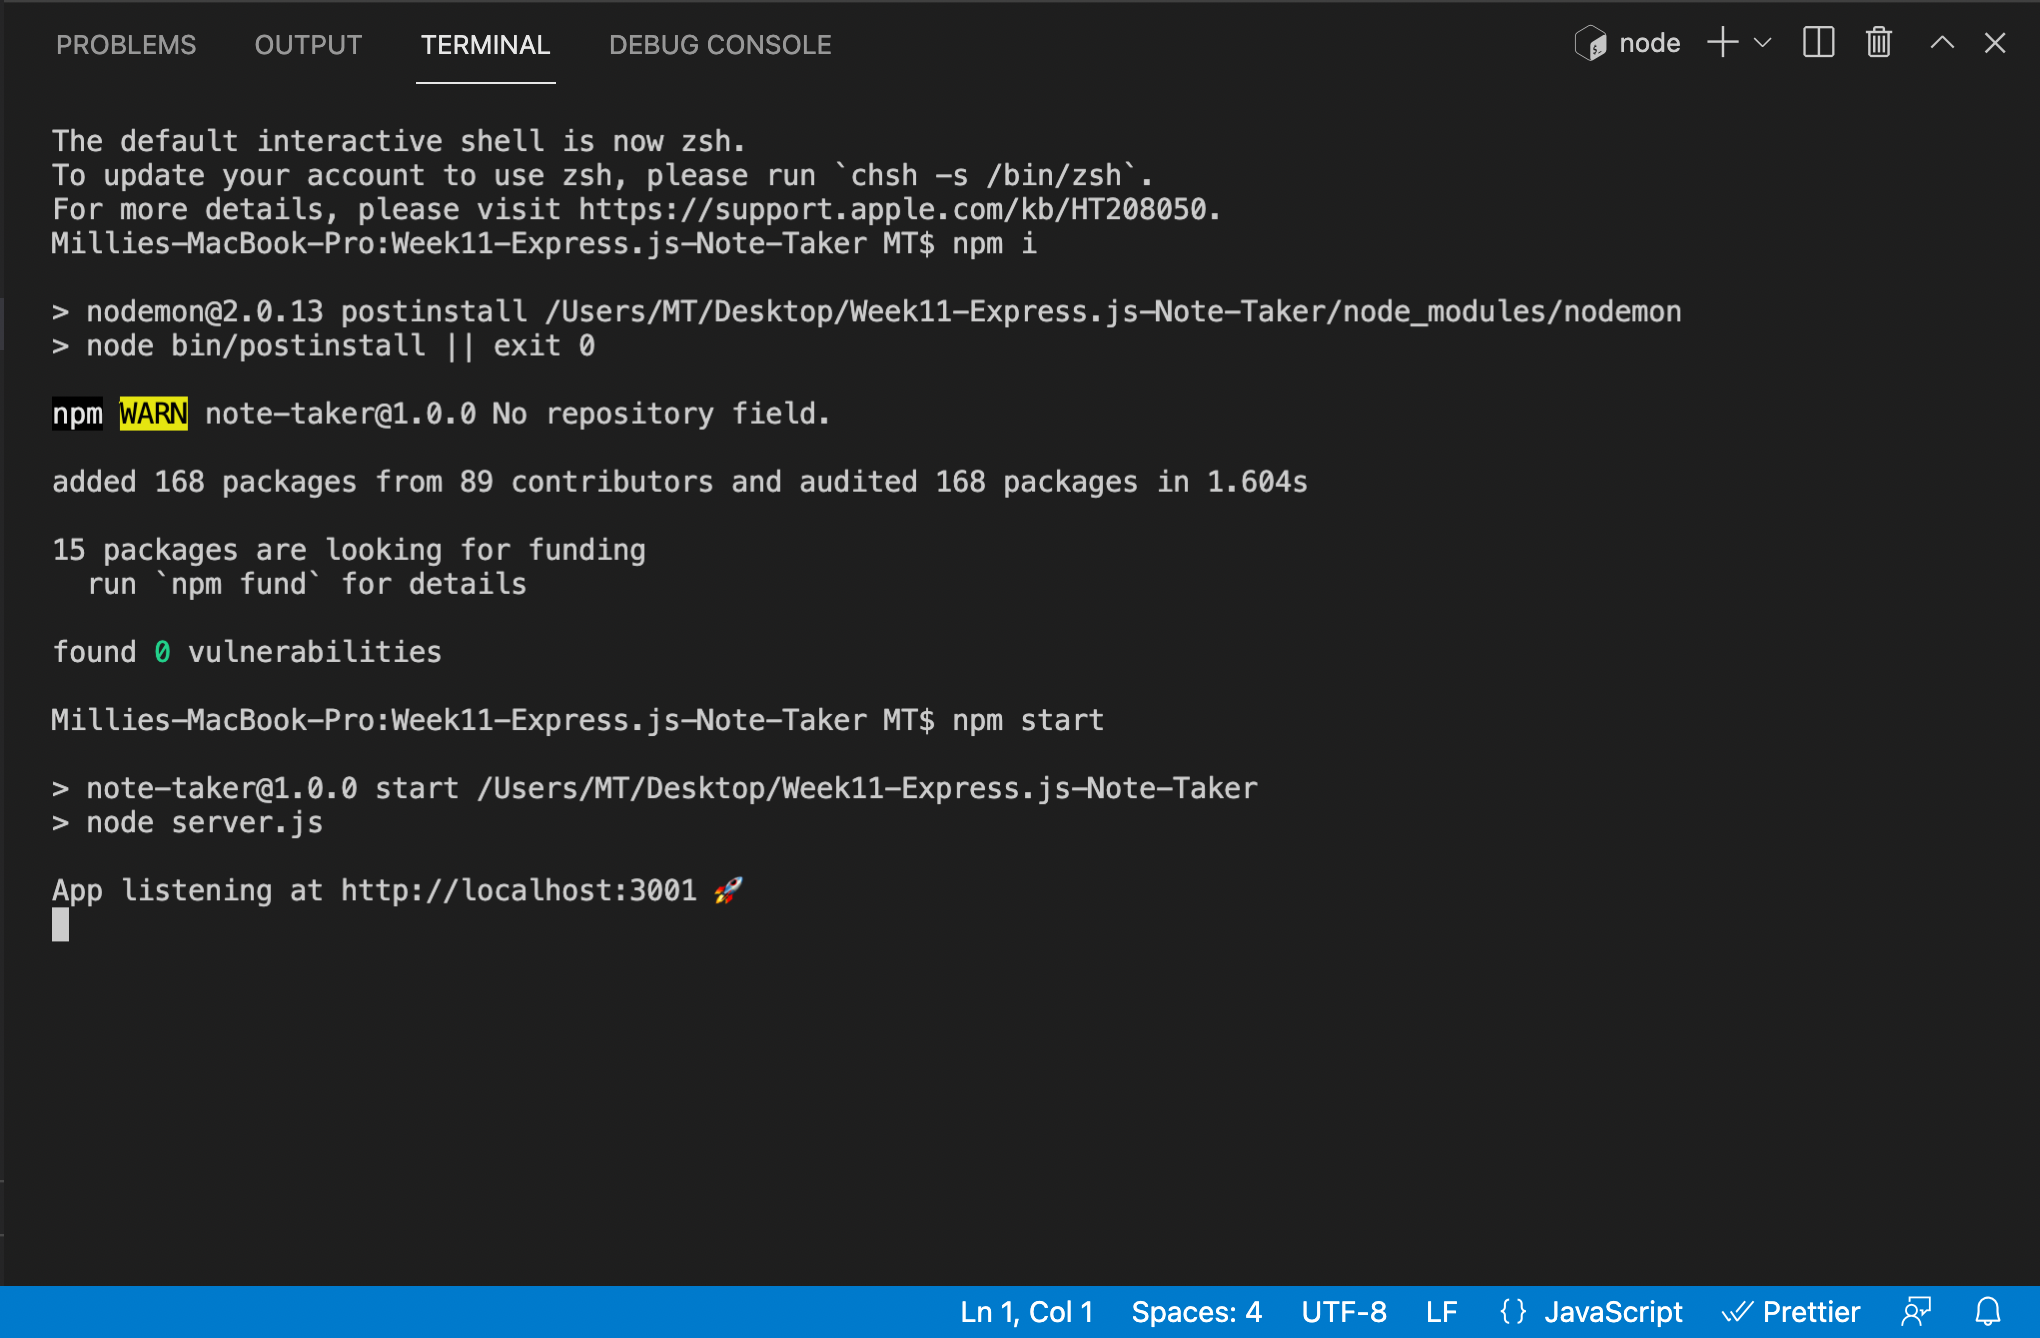 PROBLEMS OUTPUT TERMINAL DEBUG CONSOLE node
The default interactive shell is now zsh.
To update your account to use zsh, please run `chsh -s /bin/zsh`.
For more details, please visit https://support.apple.com/kb/HT208050.
Millies-MacBook-Pro:Week11-Express.js-Note-Taker MT$ npm i
> nodemon@2.0.13 postinstall /Users/MT/Desktop/Week11-Express.js-Note-Taker/node_modules/nodemon
> node bin/postinstall || exit 0
npm WARN note-taker@1.0.0 No repository field.
added 168 packages from 89 contributors and audited 168 packages in 1.604s
15 packages are looking for funding
  run `npm fund` for details
found 0 vulnerabilities
Millies-MacBook-Pro:Week11-Express.js-Note-Taker MT$ npm start
> note-taker@1.0.0 start /Users/MT/Desktop/Week11-Express.js-Note-Taker
> node server.js
App listening at http://localhost:3001 🚀
Ln 1, Col 1 Spaces: 4 UTF-8 LF {} JavaScript Prettier